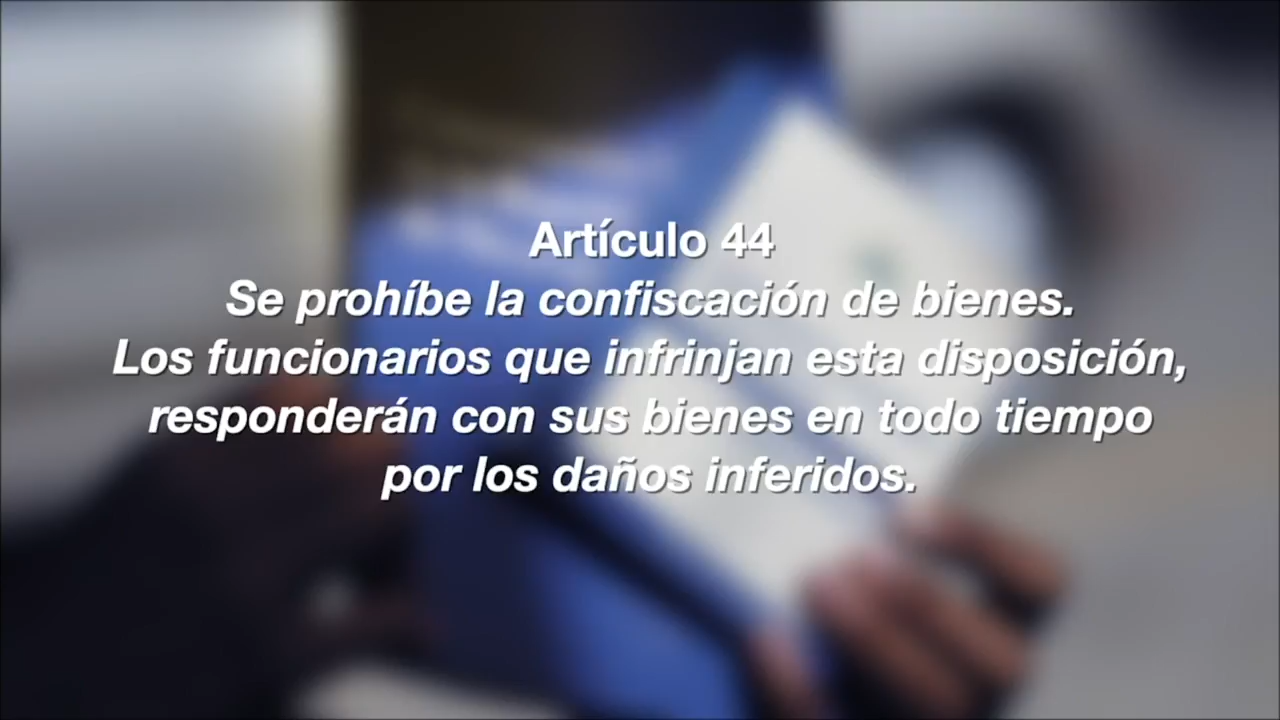 Artículo 44
Se prohíbe la confiscación de bienes.
Los funcionarios que infrinjan esta disposición,
responderán con sus bienes en todo tiempo
por los daños inferidos.